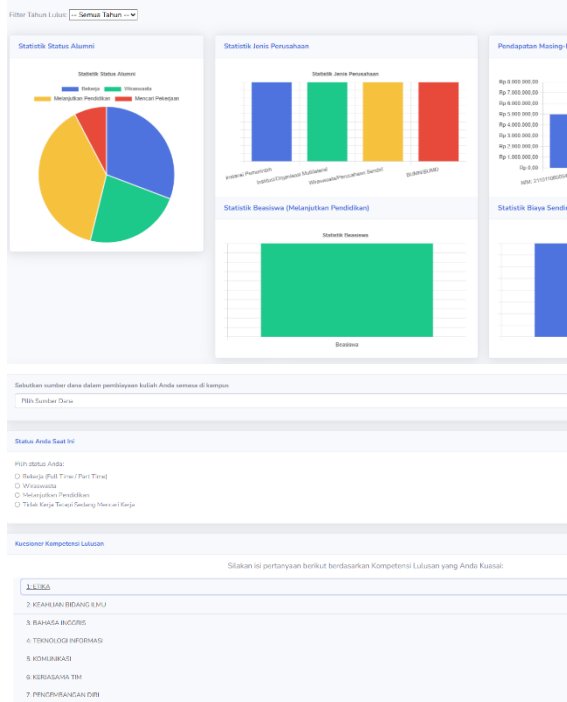 Filter Tahun Lulus: -- Semua Tahun --
Statistik Status Alumni
Statistik Status Alumni
Bekerja Wiraswasta
Melanjutkan Pendidikan Mencari Pekerjaan
Statistik Jenis Perusahaan
Statistik Jenis Perusahaan
Instansi Pemerintah
Institusi/Organisasi Multilateral
Wiraswasta/Perusahaan Sendiri
BUMN/BUMD
Pendapatan Masing-
Rp 8.000.000,00
Rp 7.000.000,00
Rp 6.000.000,00
Rp 5.000.000,00
Rp 4.000.000,00
Rp 3.000.000,00
Rp 2.000.000,00
Rp 1.000.000,00
Rp 0,00
Statistik Beasiswa (Melanjutkan Pendidikan)
Statistik Beasiswa
Beasiswa
Statistik Biaya Sendi
Sebutkan sumber dana dalam pembiayaan kuliah Anda semasa di kampus
Pilih Sumber Dana
Status Anda Saat Ini
Pilih status Anda:
Bekerja (Full Time / Part Time)
Wiraswasta
Melanjutkan Pendidikan
Tidak Kerja Tetapi Sedang Mencari Kerja
Kuesioner Kompetensi Lulusan
Silakan isi pertanyaan berikut berdasarkan Kompetensi Lulusan yang Anda Kuasai:
1. ETIKA
2. KEAHLIAN BIDANG ILMU
3. BAHASA INGGRIS
4. TEKNOLOGI INFORMASI
5. KOMUNIKASI
6. KERJASAMA TIM
7. PENGEMBANGAN DIRI